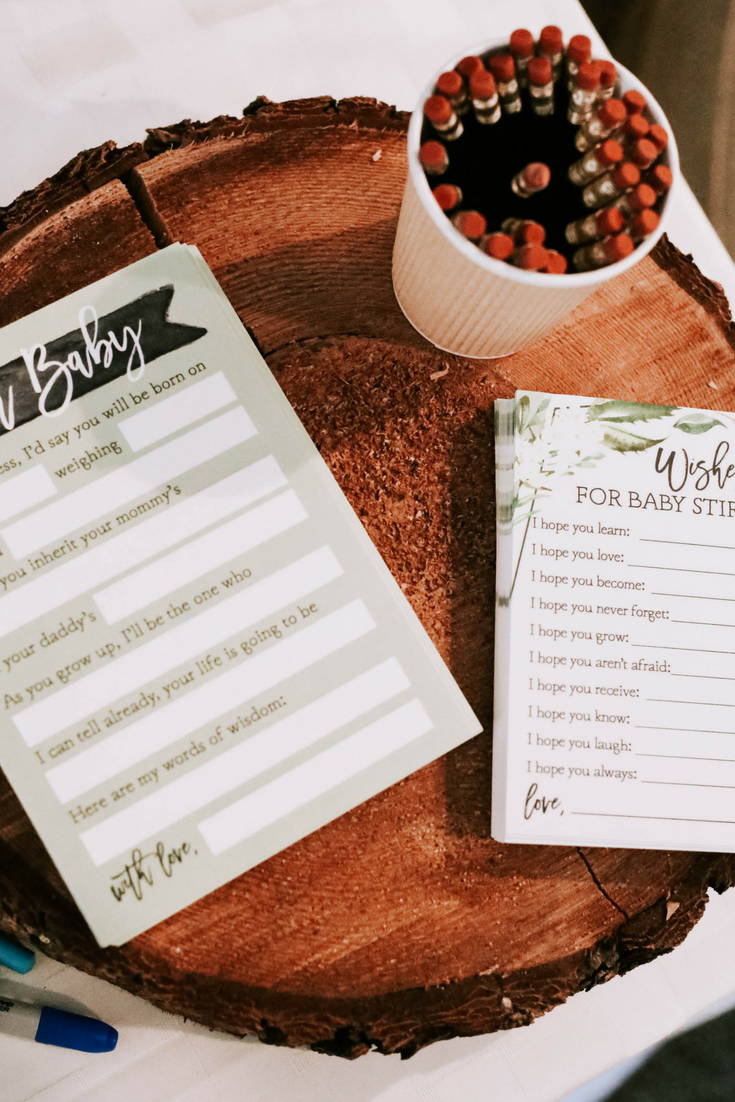 Baby
ess, I'd say you will be born on
weighing
you inherit your mommy's
your daddy's
As you grow up, I'll be the one who
I can tell already, your life is going to be
Here are my words of wisdom:
with love,
Wishe
FOR BABY STIR
I hope you learn:
I hope you love:
I hope you become:
I hope you never forget:
I hope you grow:
I hope you aren't afraid:
I hope you receive:
I hope you know:
I hope you laugh:
I hope you always:
love,